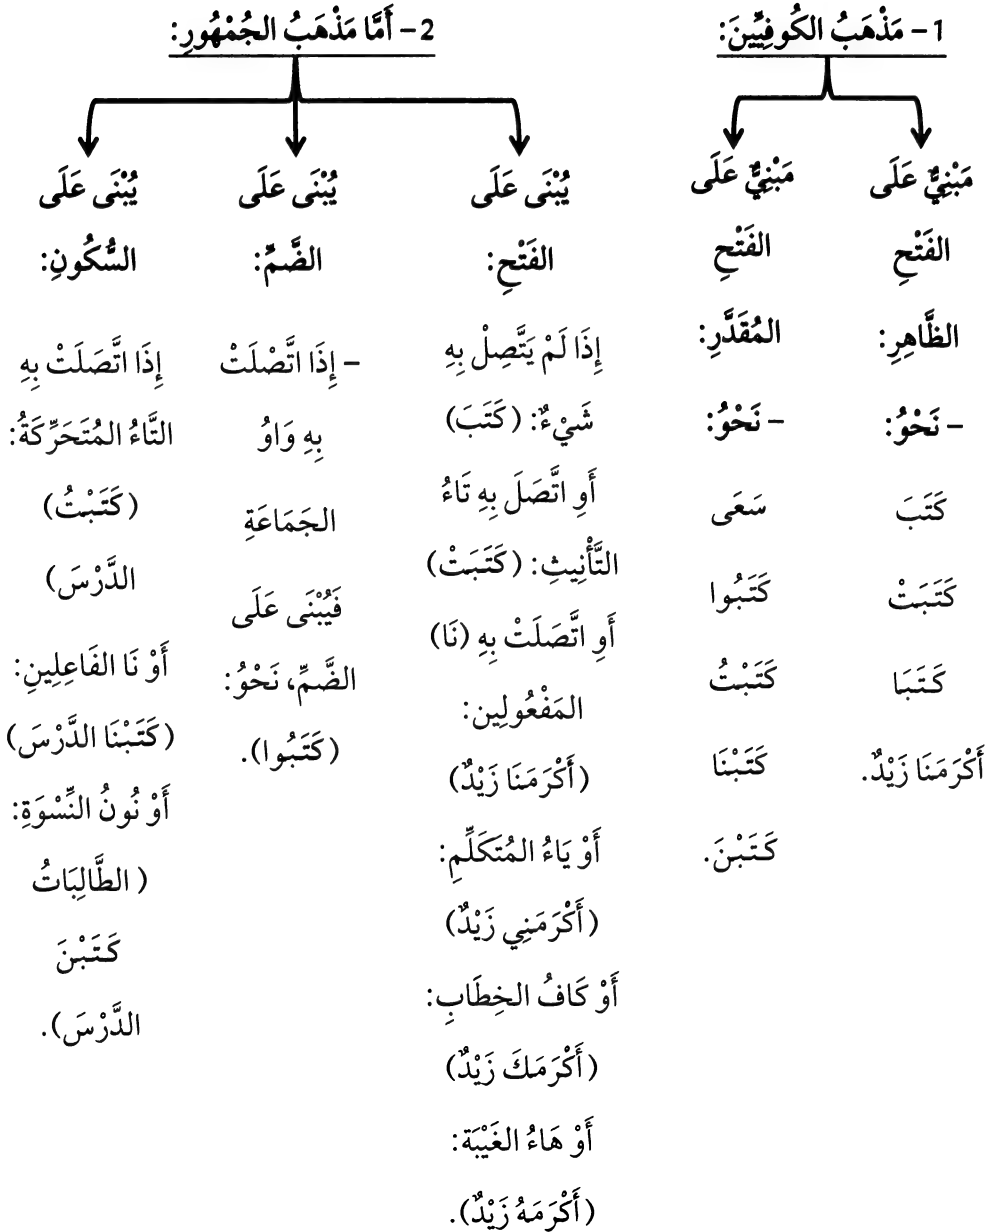 1- مَذْهَبُ الكُوفِيِّينَ:
مَبْنِيٌّ عَلَى
الفَتْحِ
الظَّاهِرِ:
- نَحْوُ:
كَتَبَ
كَتَبَتْ
كَتَبَا
أَكْرَمَنَا زَيْدٌ.
مَبْنِيٌّ عَلَى
الفَتْحِ
المُقَدَّرِ:
- نَحْوُ:
سَعَى
كَتَبُوا
كَتَبْتُ
كَتَبْنَا
كَتَبْنَ.
2- أَمَّا مَذْهَبُ الجُمْهُورِ:
يُبْنَى عَلَى
الفَتْحِ:
إِذَا لَمْ يَتَّصِلْ بِهِ
شَيْءٌ: (كَتَبَ)
أَوِ اتَّصَلَ بِهِ تَاءُ
التَّأْنِيثِ: (كَتَبَتْ)
أَوِ اتَّصَلَتْ بِهِ (نَا)
المَفْعُولِين:
(أَكْرَمَنَا زَيْدٌ)
أَوْ يَاءُ المُتَكَلِّمِ:
(أَكْرَمَنِي زَيْدٌ)
أَوْ كَافُ الخِطَابِ:
(أَكْرَمَكَ زَيْدٌ)
أَوْ هَاءُ الغَيْبَة:
(أَكْرَمَهُ زَيْدٌ).
يُبْنَى عَلَى
الضَّمِّ:
- إِذَا اتَّصْلَتْ
بِهِ وَاوُ
الجَمَاعَةِ
فَيُبْنَى عَلَى
الضَّمِّ، نَحْوُ:
(كَتَبُوا).
يُبْنَى عَلَى
السُّكُونِ:
إِذَا اتَّصَلَتْ بِهِ
التَّاءُ المُتَحَرِّكَةُ:
(كَتَبْتُ)
الدَّرْسَ)
أَوْ نَا الفَاعِلِينِ:
(كَتَبْنَا الدَّرْسَ)
أَوْ نُونُ النِّسْوَةِ:
( الطَّالِبَاتُ
كَتَبْنَ
الدَّرْسَ).